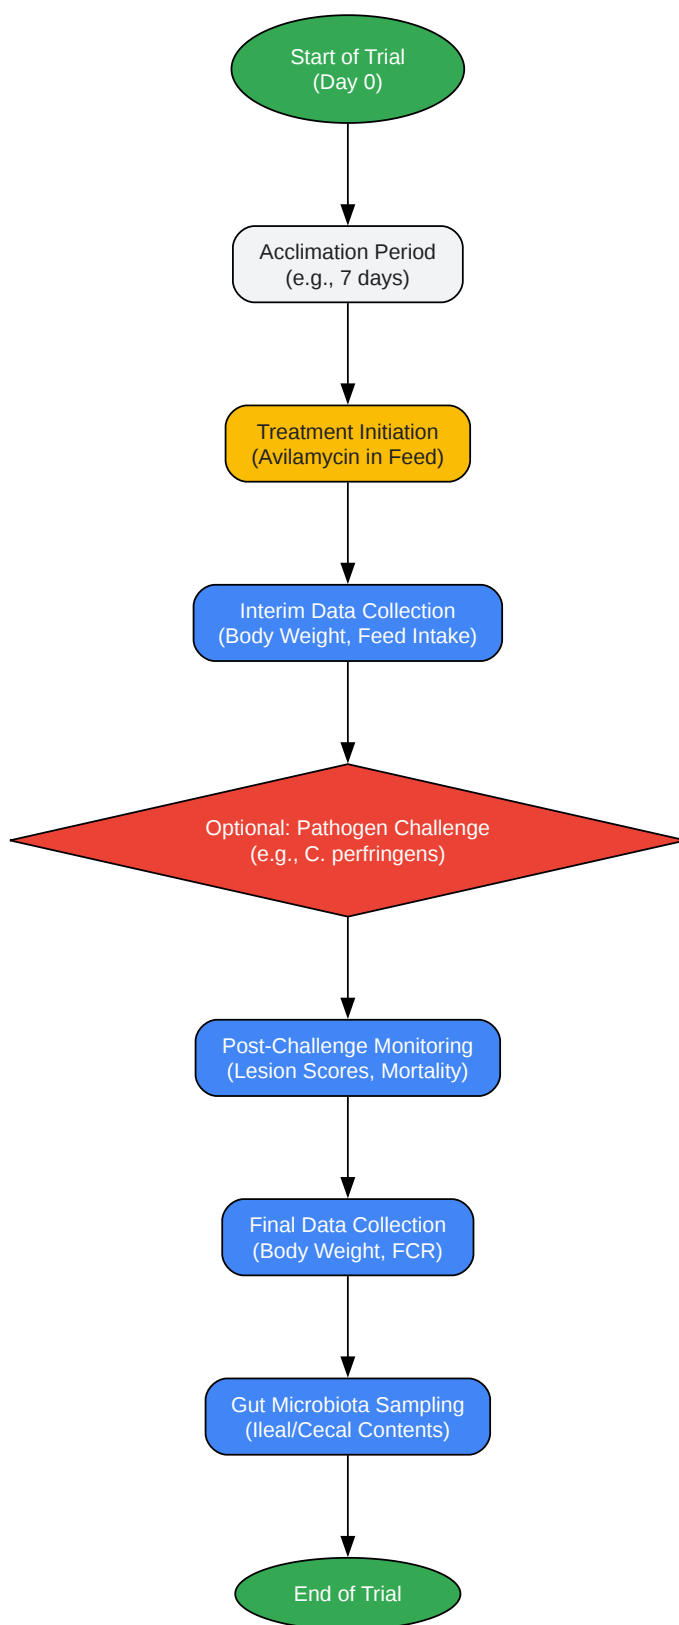 Start of Trial
(Day 0)
Acclimation Period
(e.g., 7 days)
Treatment Initiation
(Avilamycin in Feed)
Interim Data Collection
(Body Weight, Feed Intake)
Optional: Pathogen Challenge
(e.g., C. perfringens)
Post-Challenge Monitoring
(Lesion Scores, Mortality)
Final Data Collection
(Body Weight, FCR)
Gut Microbiota Sampling
(Ileal/Cecal Contents)
End of Trial